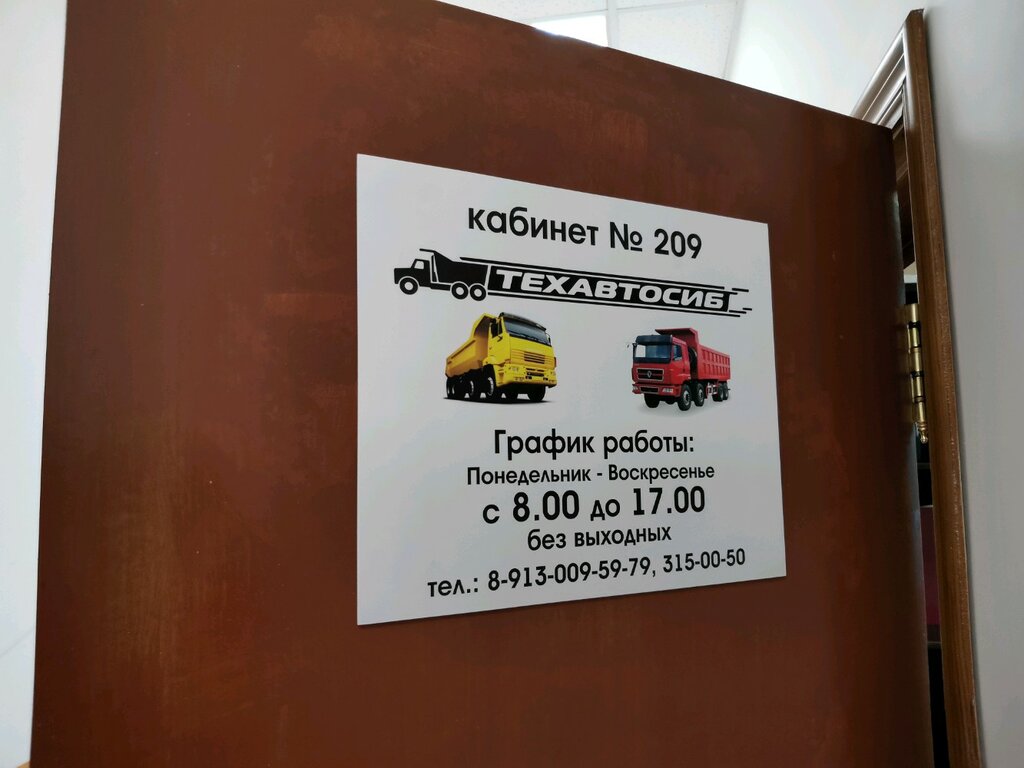 кабинет № 209
ТЕХАВТОСИБ
График работы:
Понедельник - Воскресенье
с 8.00 до 17.00
без выходных
тел.: 8-913-009-59-79, 315-00-50